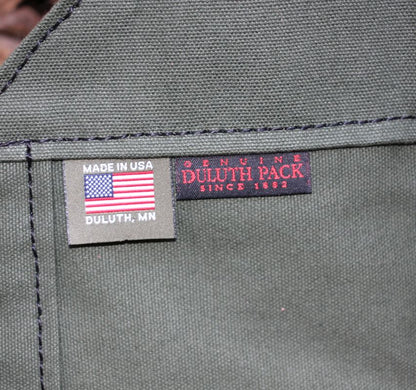 MADE IN USA
DULUTH, MN
GENUINE
DULUTH PACK
SINCE 1882